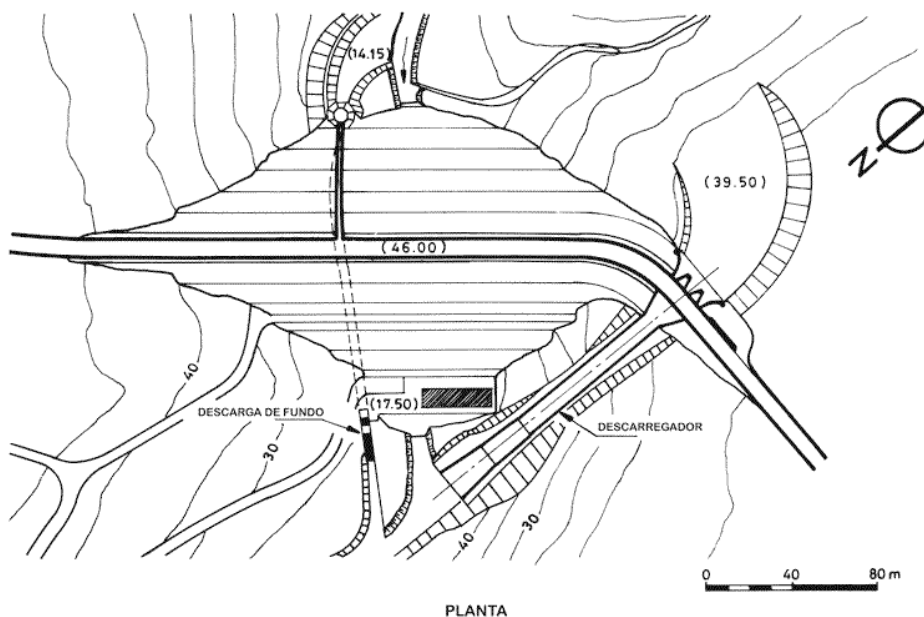 (14.15)
(39.50)
N
(46.00)
40
(17.50)
DESCARGA DE FUNDO
DESCARREGADOR
30
40
30
40
0 40 80 m
PLANTA